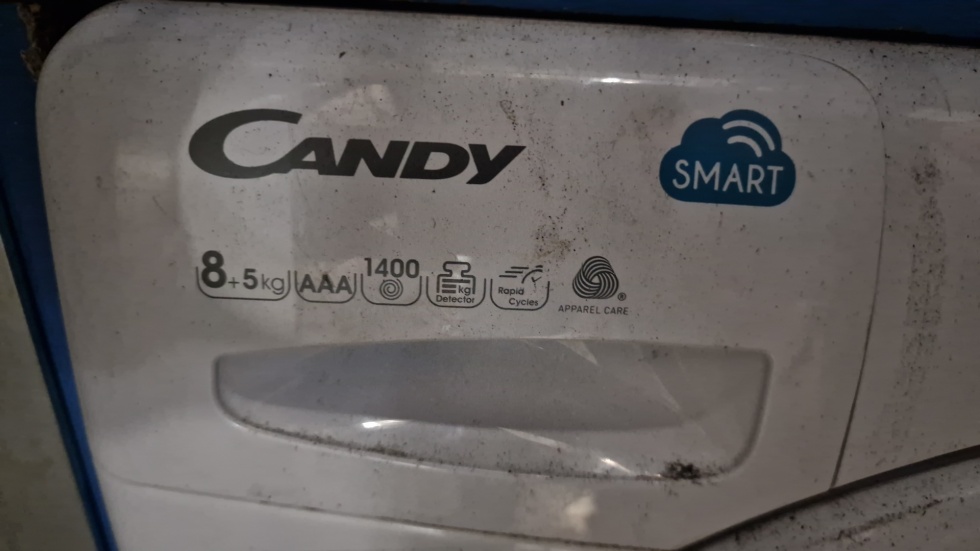 CANDY
SMART
8+5kg AAA 1400 kg Detector Rapid Cycles
APPAREL CARE ®